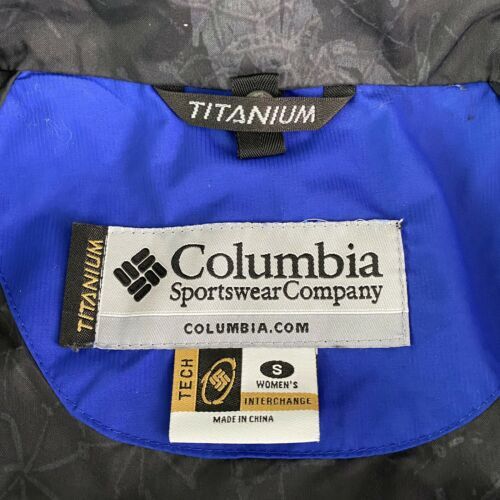 TITANIUM
TITANIUM
Columbia
Sportswear Company
COLUMBIA.COM
TECH
S
WOMEN'S
INTERCHANGE
MADE IN CHINA